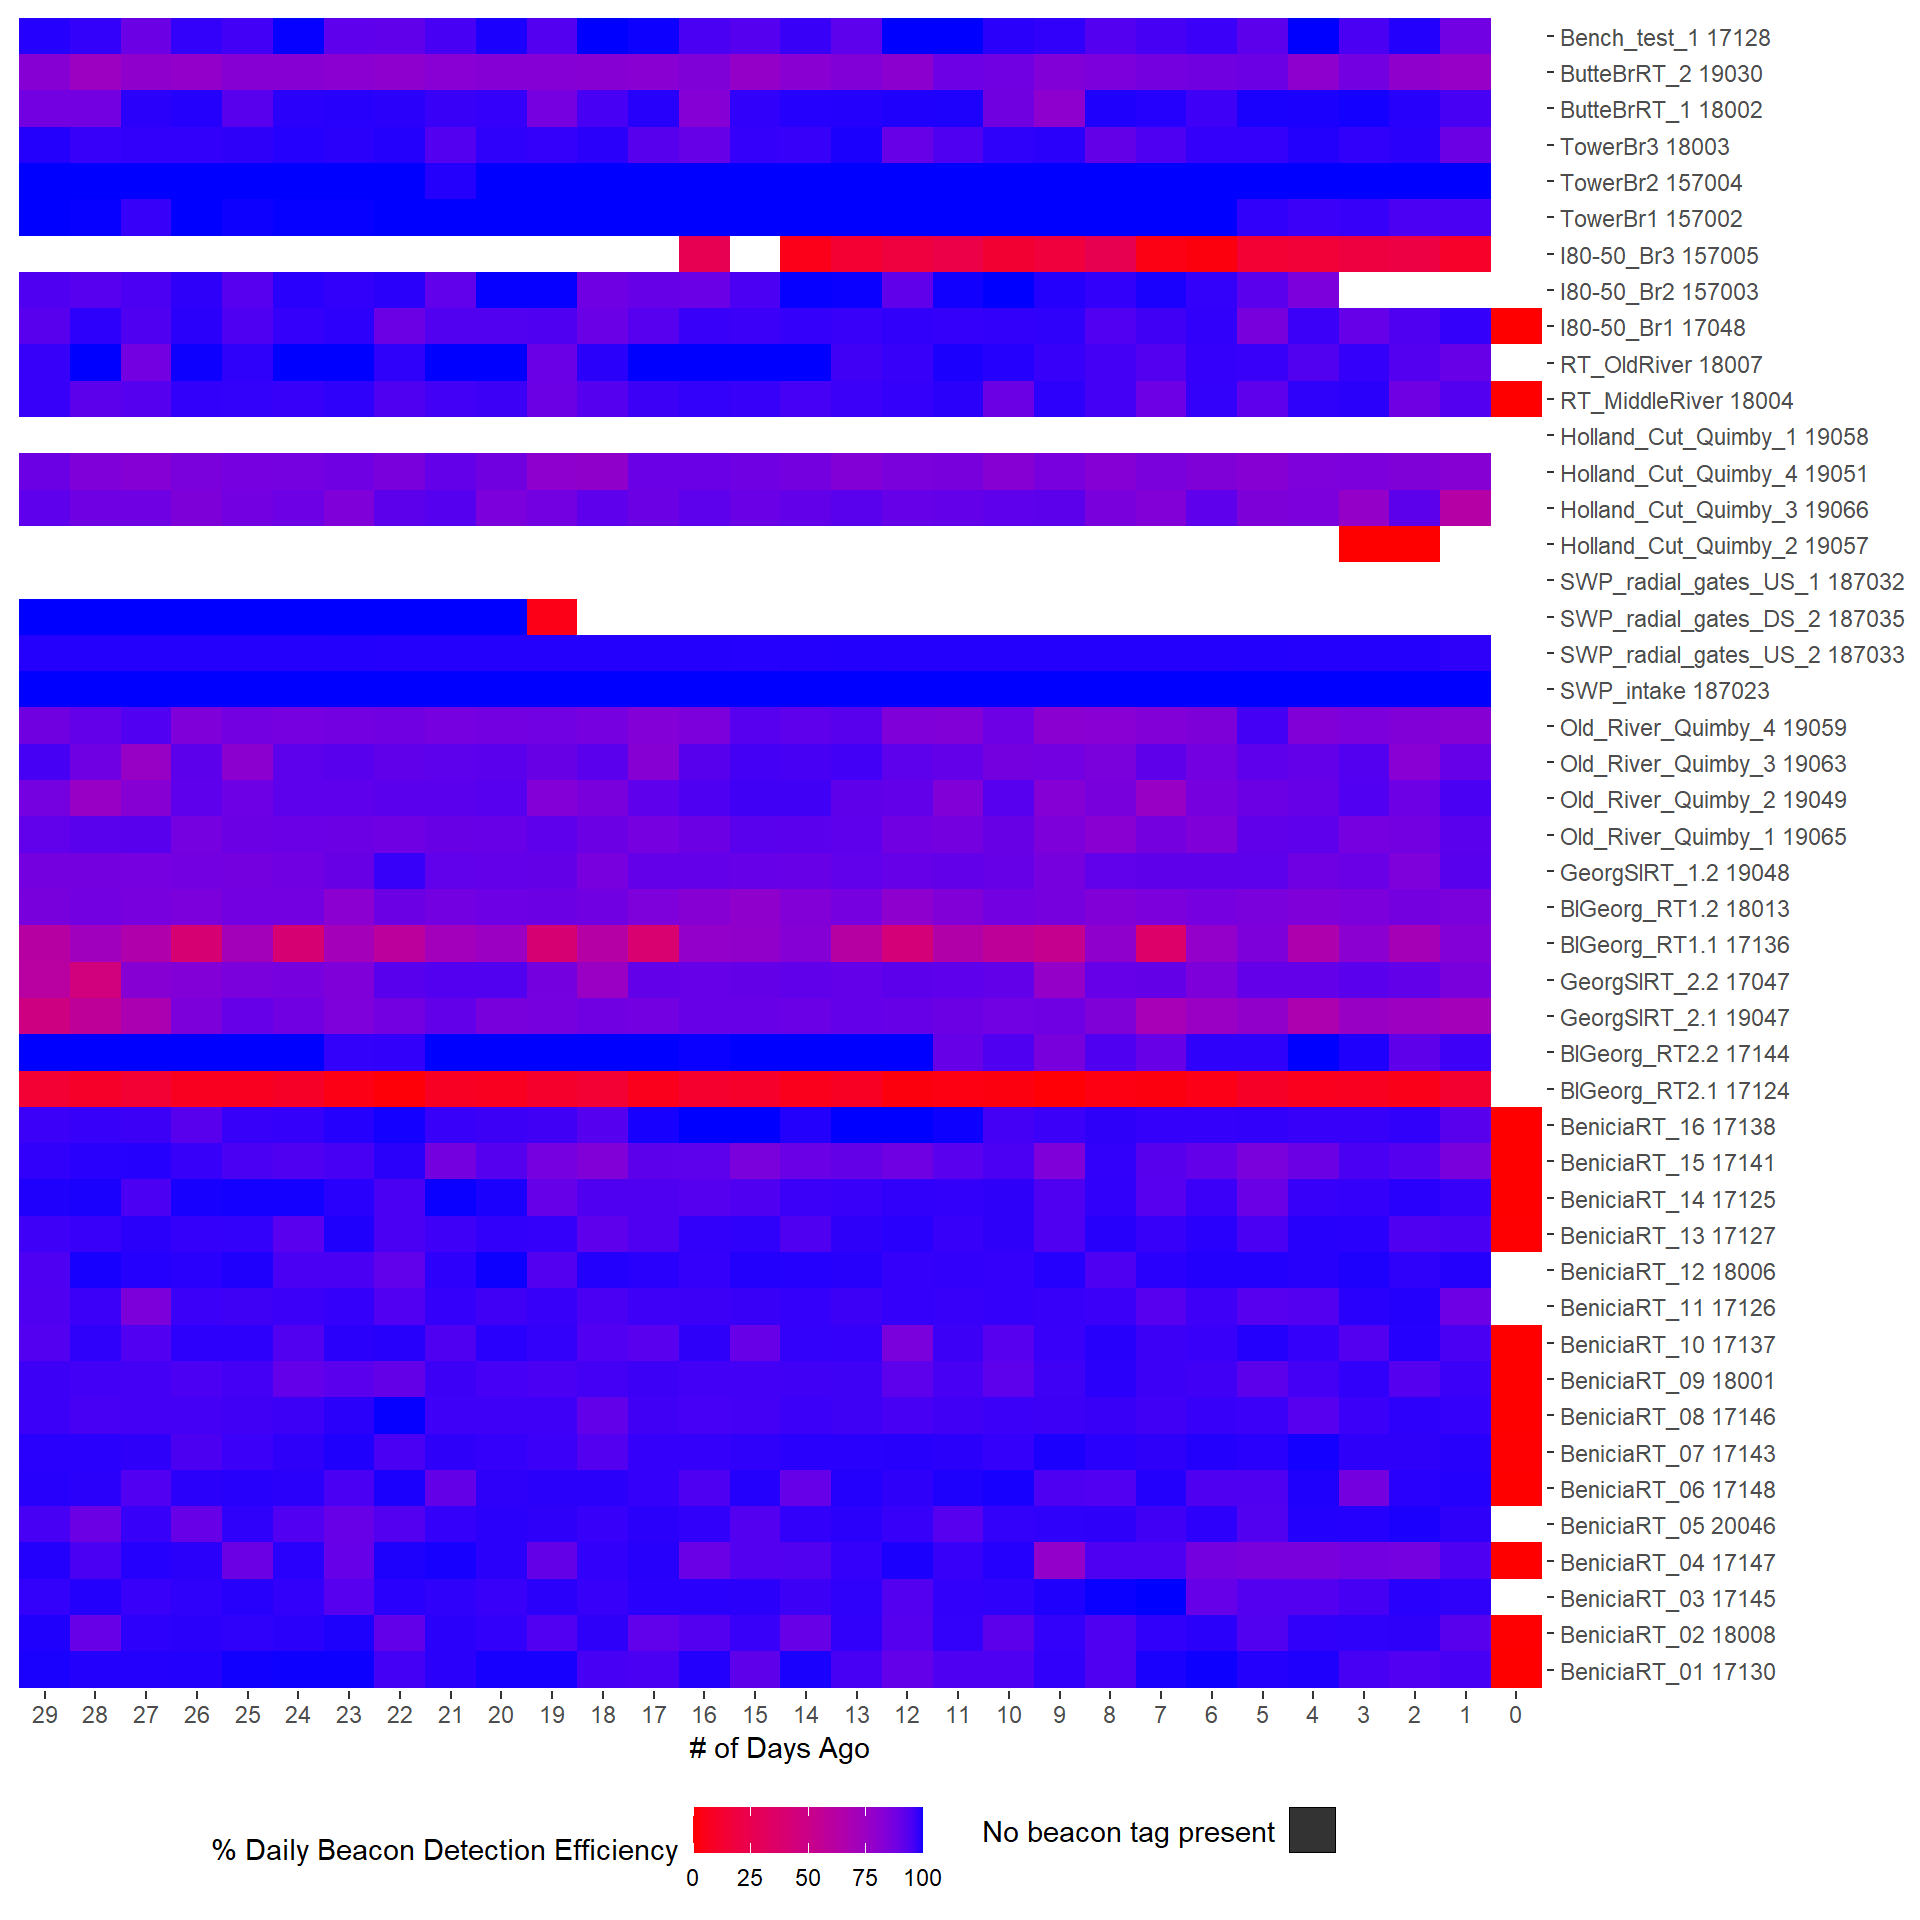 Bench_test_1 17128
ButteBrRT_2 19030
ButteBrRT_1 18002
TowerBr3 18003
TowerBr2 157004
TowerBr1 157002
I80-50_Br3 157005
I80-50_Br2 157003
I80-50_Br1 17048
RT_OldRiver 18007
RT_MiddleRiver 18004
Holland_Cut_Quimby_1 19058
Holland_Cut_Quimby_4 19051
Holland_Cut_Quimby_3 19066
Holland_Cut_Quimby_2 19057
SWP_radial_gates_US_1 187032
SWP_radial_gates_DS_2 187035
SWP_radial_gates_US_2 187033
SWP_intake 187023
Old_River_Quimby_4 19059
Old_River_Quimby_3 19063
Old_River_Quimby_2 19049
Old_River_Quimby_1 19065
GeorgSlRT_1.2 19048
BlGeorg_RT1.2 18013
BlGeorg_RT1.1 17136
GeorgSlRT_2.2 17047
GeorgSlRT_2.1 19047
BlGeorg_RT2.2 17144
BlGeorg_RT2.1 17124
BeniciaRT_16 17138
BeniciaRT_15 17141
BeniciaRT_14 17125
BeniciaRT_13 17127
BeniciaRT_12 18006
BeniciaRT_11 17126
BeniciaRT_10 17137
BeniciaRT_09 18001
BeniciaRT_08 17146
BeniciaRT_07 17143
BeniciaRT_06 17148
BeniciaRT_05 20046
BeniciaRT_04 17147
BeniciaRT_03 17145
BeniciaRT_02 18008
BeniciaRT_01 17130
29 28 27 26 25 24 23 22 21 20 19 18 17 16 15 14 13 12 11 10 9 8 7 6 5 4 3 2 1 0
# of Days Ago
% Daily Beacon Detection Efficiency
0 25 50 75 100
No beacon tag present